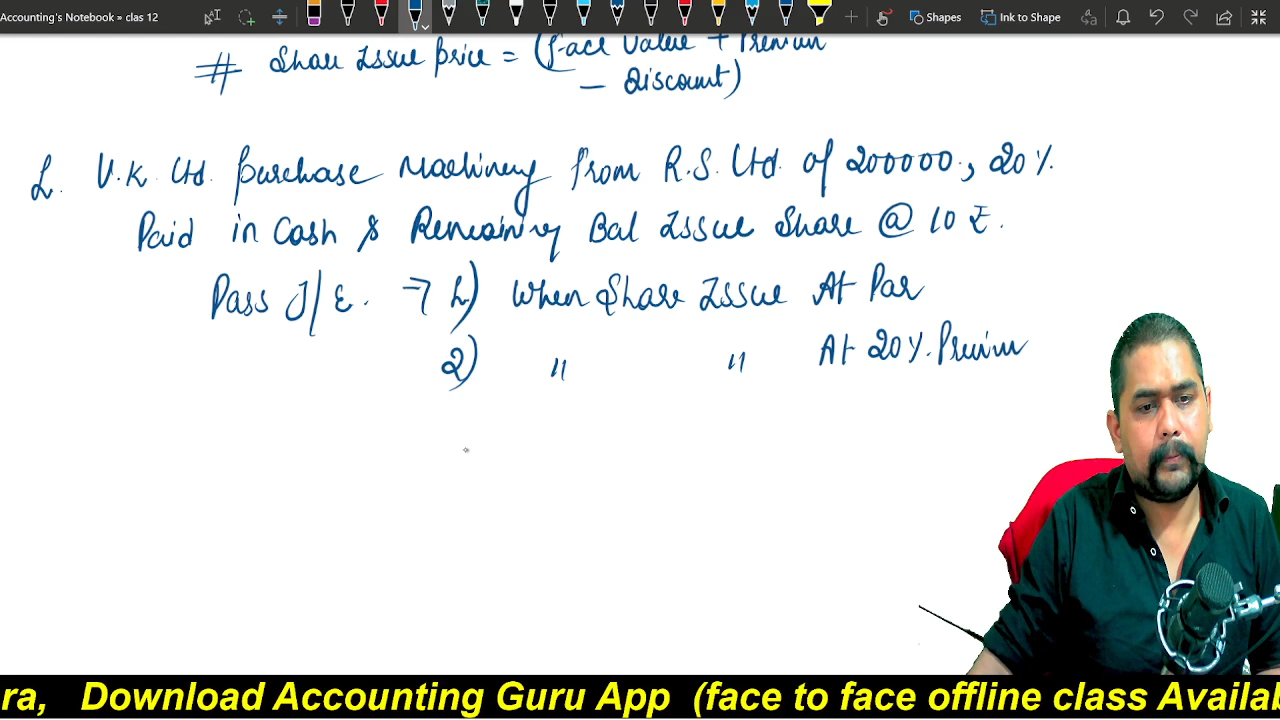 Accounting's Notebook » clas 12
Shapes
Ink to Shape
# Share Issue price = (face value + Premium
— Discount)
1. V.K. Ltd. purchase Machinery from R.S. Ltd. of 200000, 20%
Paid in Cash & Remaining Bal Issue Share @ 10 ₹.
Pass J/E. → 1) When Share Issue At Par
2) " " At 20%. Premium
ra, Download Accounting Guru App (face to face offline class Availa